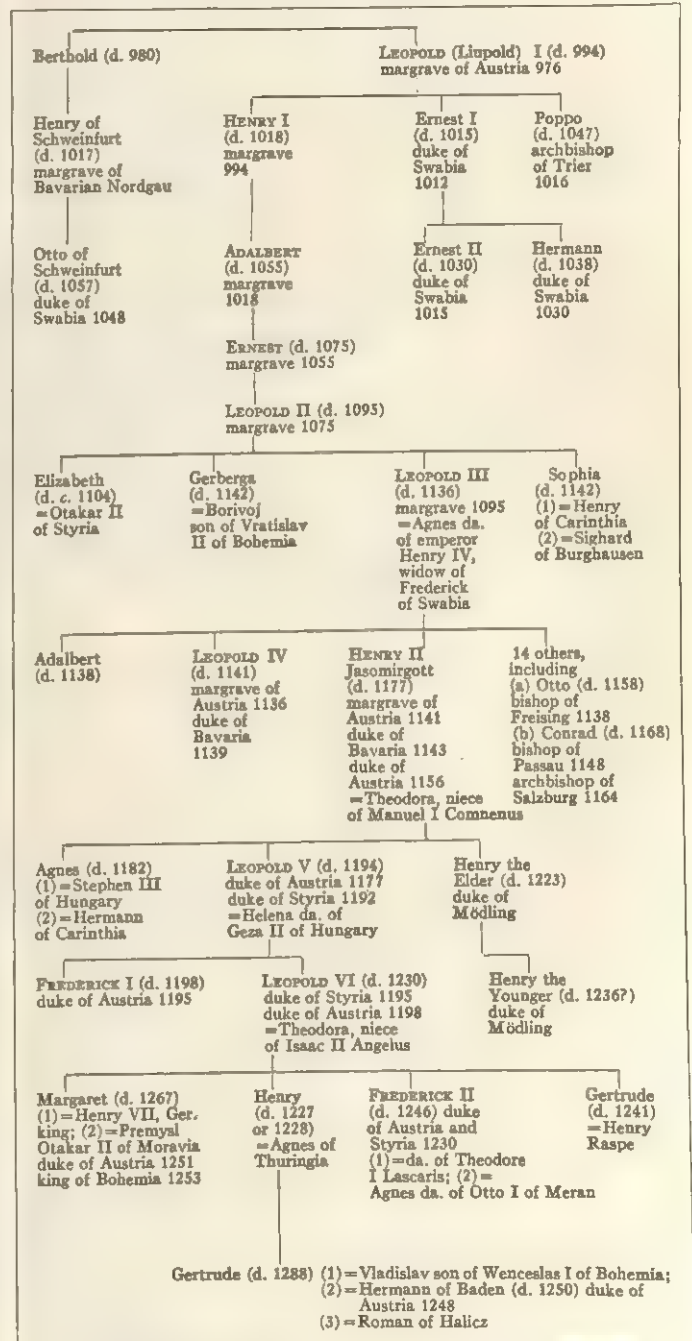 Berthold (d. 980)
LEOPOLD (Liupold) I (d. 994)
margrave of Austria 976
Henry of
Schweinfurt
(d. 1017)
margrave of
Bavarian Nordgau
HENRY I
(d. 1018)
margrave
994
Ernest I
(d. 1015)
duke of
Swabia
1012
Poppo
(d. 1047)
archbishop
of Trier
1016
Otto of
Schweinfurt
(d. 1057)
duke of
Swabia 1048
ADALBERT
(d. 1055)
margrave
1018
Ernest II
(d. 1030)
duke of
Swabia
1015
Hermann
(d. 1038)
duke of
Swabia
1030
ERNEST (d. 1075)
margrave 1055
LEOPOLD II (d. 1095)
margrave 1075
Elizabeth
(d. c. 1104)
=Otakar II
of Styria
Gerberga
(d. 1142)
=Borivoj
son of Vratislav
II of Bohemia
LEOPOLD III
(d. 1136)
margrave 1095
=Agnes da.
of emperor
Henry IV,
widow of
Frederick
of Swabia
Sophia
(d. 1142)
(1)=Henry
of Carinthia
(2)=Sighard
of Burghausen
Adalbert
(d. 1138)
LEOPOLD IV
(d. 1141)
margrave of
Austria 1136
duke of
Bavaria
1139
HENRY II
Jasomirgott
(d. 1177)
margrave of
Austria 1141
duke of
Bavaria 1143
duke of
Austria 1156
=Theodora, niece
of Manuel I Comnenus
14 others,
including
(a) Otto (d. 1158)
bishop of
Freising 1138
(b) Conrad (d. 1168)
bishop of
Passau 1148
archbishop of
Salzburg 1164
Agnes (d. 1182)
(1)=Stephen III
of Hungary
(2)=Hermann
of Carinthia
LEOPOLD V (d. 1194)
duke of Austria 1177
duke of Styria 1192
=Helena da. of
Geza II of Hungary
Henry the
Elder (d. 1223)
duke of
Mödling
FREDERICK I (d. 1198)
duke of Austria 1195
LEOPOLD VI (d. 1230)
duke of Styria 1195
duke of Austria 1198
=Theodora, niece
of Isaac II Angelus
Henry the
Younger (d. 1236?)
duke of
Mödling
Margaret (d. 1267)
(1)=Henry VII, Ger.
king; (2)=Premysl
Otakar II of Moravia
duke of Austria 1251
king of Bohemia 1253
Henry
(d. 1227
or 1228)
=Agnes of
Thuringia
FREDERICK II
(d. 1246) duke
of Austria and
Styria 1230
(1)=da. of Theodore
I Lascaris; (2)=
Agnes da. of Otto I of Meran
Gertrude
(d. 1241)
=Henry
Raspe
Gertrude (d. 1288) (1)=Vladislav son of Wenceslas I of Bohemia;
(2)=Hermann of Baden (d. 1250) duke of
Austria 1248
(3)=Roman of Halicz